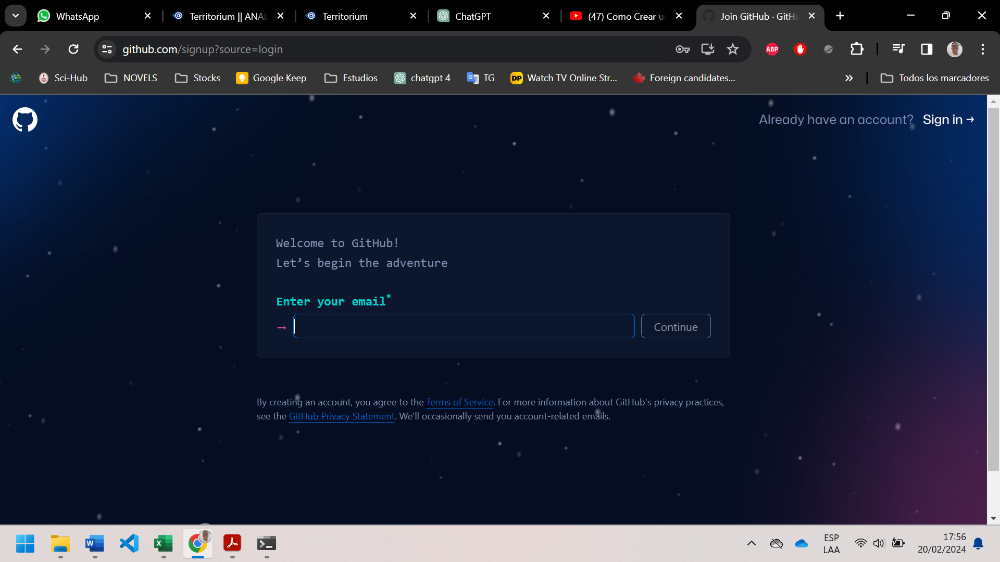 WhatsApp
Territorium || ANAL
Territorium
ChatGPT
(47) Como Crear un
Join GitHub · GitHu
github.com/signup?source=login
ABP
Sci-Hub
NOVELS
Stocks
Google Keep
Estudios
chatgpt 4
TG
DP
Watch TV Online Str...
Foreign candidates...
»
Todos los marcadores
Already have an account? Sign in →
Welcome to GitHub!
Let’s begin the adventure
Enter your email*
→
Continue
By creating an account, you agree to the Terms of Service. For more information about GitHub's privacy practices,
see the GitHub Privacy Statement. We'll occasionally send you account-related emails.
ESP
LAA
17:56
20/02/2024